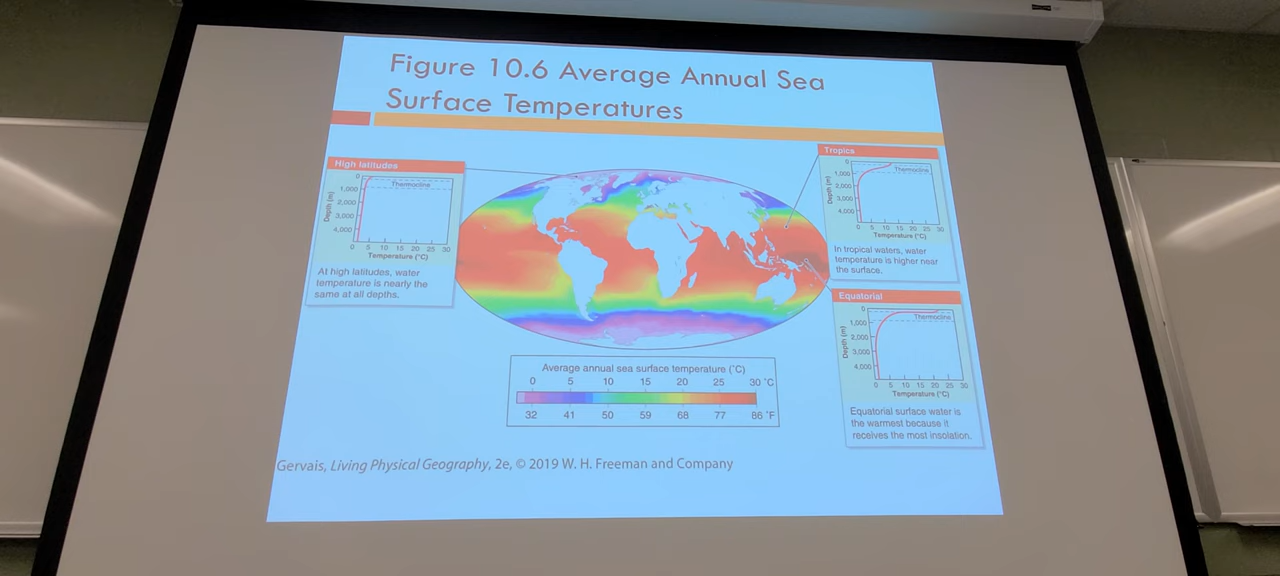 Figure 10.6 Average Annual Sea
Surface Temperatures
High latitudes
0
1,000
2,000
3,000
4,000
Depth (m)
Thermocline
0 5 10 15 20 25 30
Temperature (°C)
At high latitudes, water
temperature is nearly the
same at all depths.
Tropics
0
1,000
2,000
3,000
4,000
Depth (m)
Thermocline
0 5 10 15 20 25 30
Temperature (°C)
In tropical waters, water
temperature is higher near
the surface.
Equatorial
0
1,000
2,000
3,000
4,000
Depth (m)
Thermocline
0 5 10 15 20 25 30
Temperature (°C)
Equatorial surface water is
the warmest because it
receives the most insolation.
Average annual sea surface temperature (°C)
0 5 10 15 20 25 30 °C
32 41 50 59 68 77 86 °F
Gervais, Living Physical Geography, 2e, © 2019 W. H. Freeman and Company